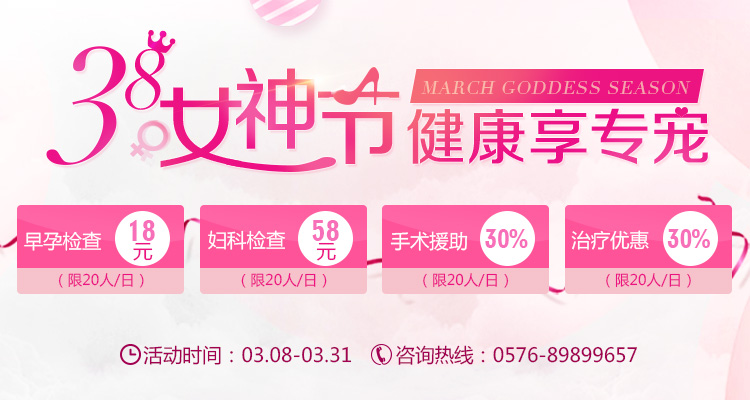 38女神节
MARCH GODDESS SEASON
健康享专宠
早孕检查 18元
（限20人/日）
妇科检查 58元
（限20人/日）
手术援助 30%
（限20人/日）
治疗优惠 30%
（限20人/日）
活动时间：03.08-03.31 咨询热线：0576-89899657